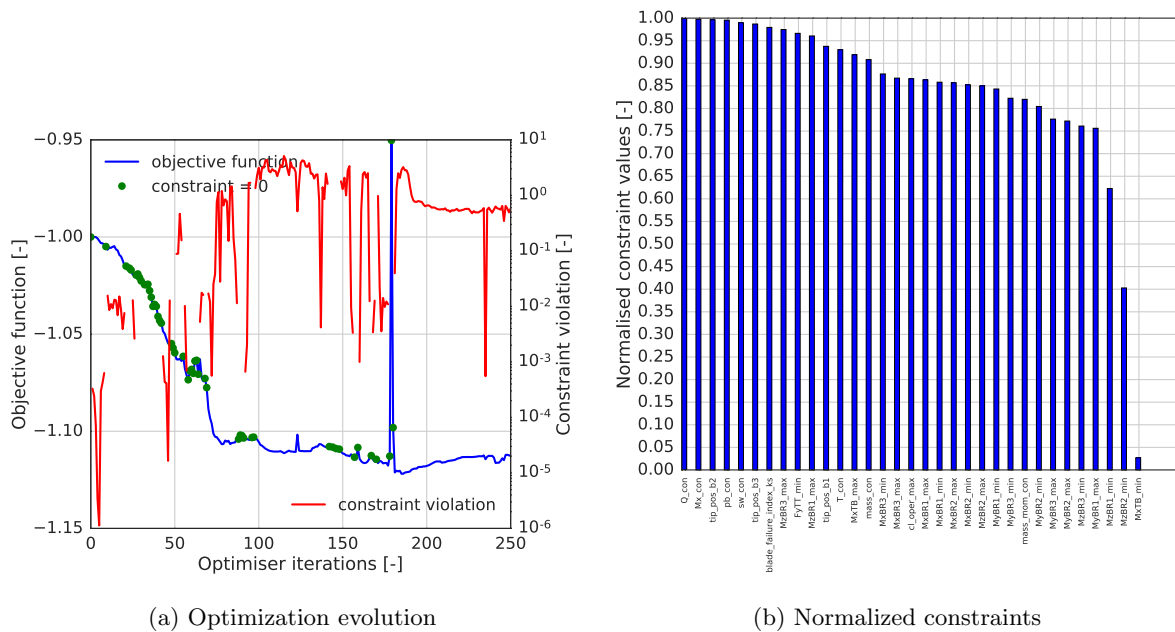 −0.95
−1.00
−1.05
−1.10
−1.15
Objective function [-]
objective function
constraint = 0
constraint violation
0
50
100
150
200
250
Optimiser iterations [-]
10^1
10^0
10^-1
10^-2
10^-3
10^-4
10^-5
10^-6
Constraint violation [-]
(a) Optimization evolution
1.00
0.95
0.90
0.85
0.80
0.75
0.70
0.65
0.60
0.55
0.50
0.45
0.40
0.35
0.30
0.25
0.20
0.15
0.10
0.05
0.00
Normalised constraint values [-]
Q_con
Mx_con
tip_pos_b2
pb_con
sw_con
tip_pos_b3
blade_failure_index_ks
MzBR3_max
FyTT_min
MzBR1_max
tip_pos_b1
T_con
MxTB_max
mass_con
MxBR3_min
MxBR3_max
cl_oper_max
MxBR1_max
MxBR1_min
MxBR2_max
MxBR2_min
MzBR2_max
MyBR1_min
MyBR3_min
mass_mom_con
MyBR2_min
MyBR3_max
MyBR2_max
MzBR3_min
MyBR1_max
MzBR1_min
MzBR2_min
MxTB_min
(b) Normalized constraints